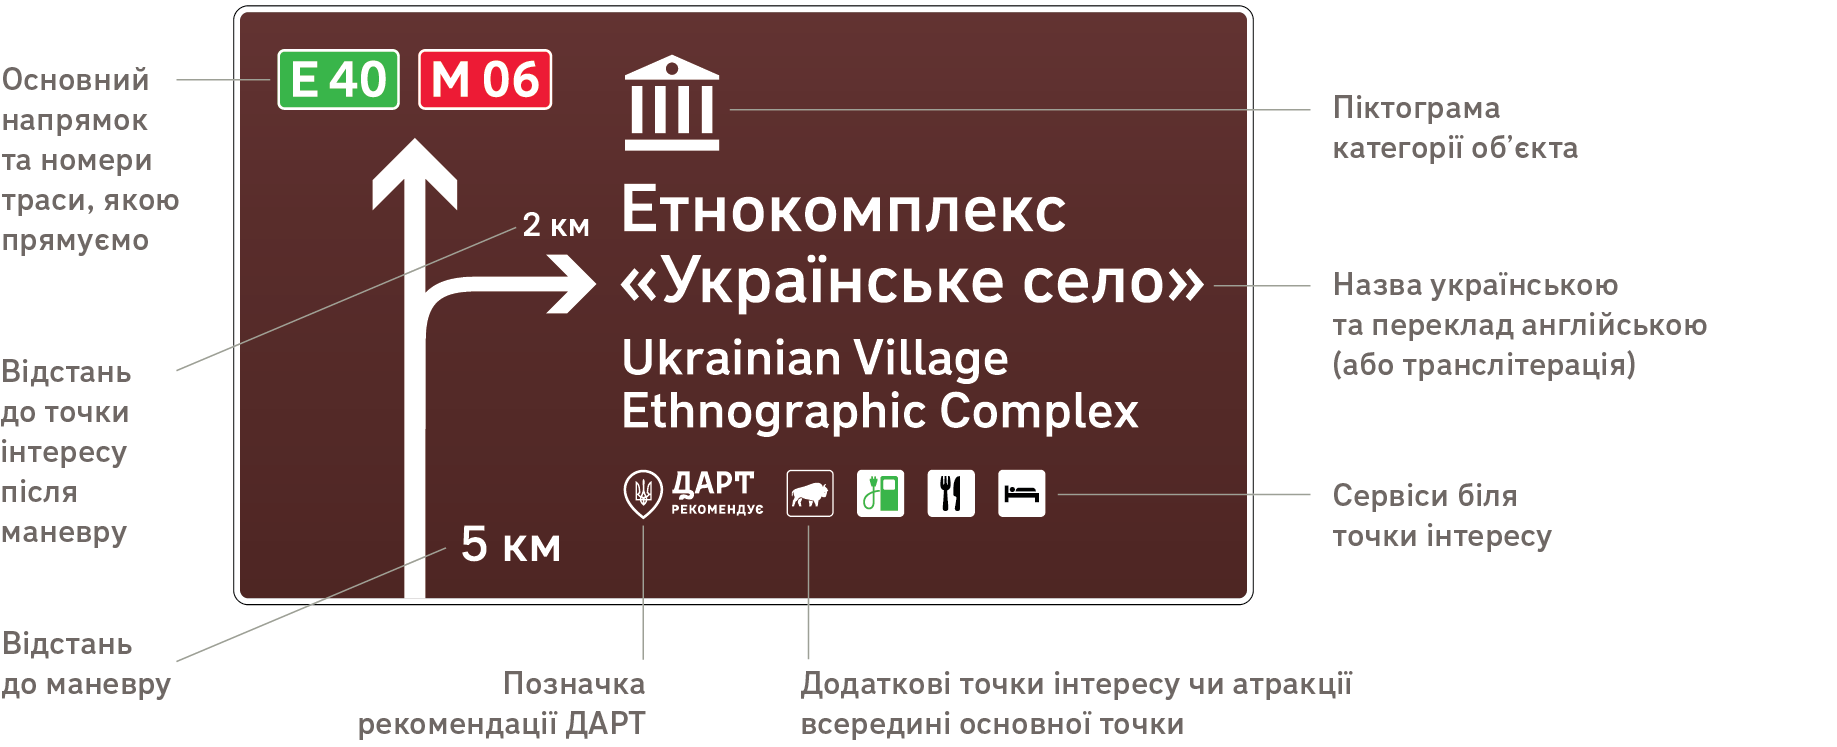 Основний
напрямок
та номери
траси, якою
прямуємо
Відстань
до точки
інтересу
після
маневру
Відстань
до маневру
E 40
M 06
2 км
5 км
Етнокомплекс
«Українське село»
Ukrainian Village
Ethnographic Complex
ДАРТ
РЕКОМЕНДУЄ
Піктограма
категорії об’єкта
Назва українською
та переклад англійською
(або транслітерація)
Сервіси біля
точки інтересу
Позначка
рекомендації ДАРТ
Додаткові точки інтересу чи атракції
всередині основної точки